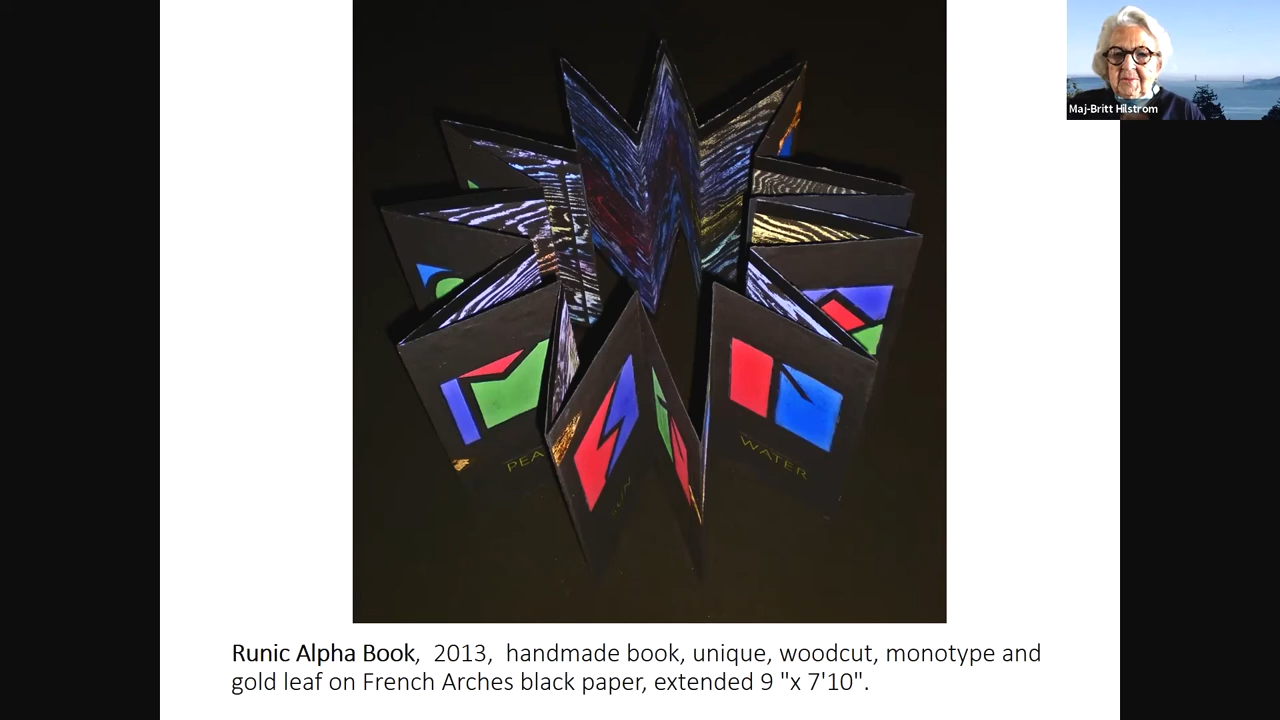 Maj-Britt Hilstrom
WATER
Runic Alpha Book, 2013, handmade book, unique, woodcut, monotype and
gold leaf on French Arches black paper, extended 9 "x 7'10".